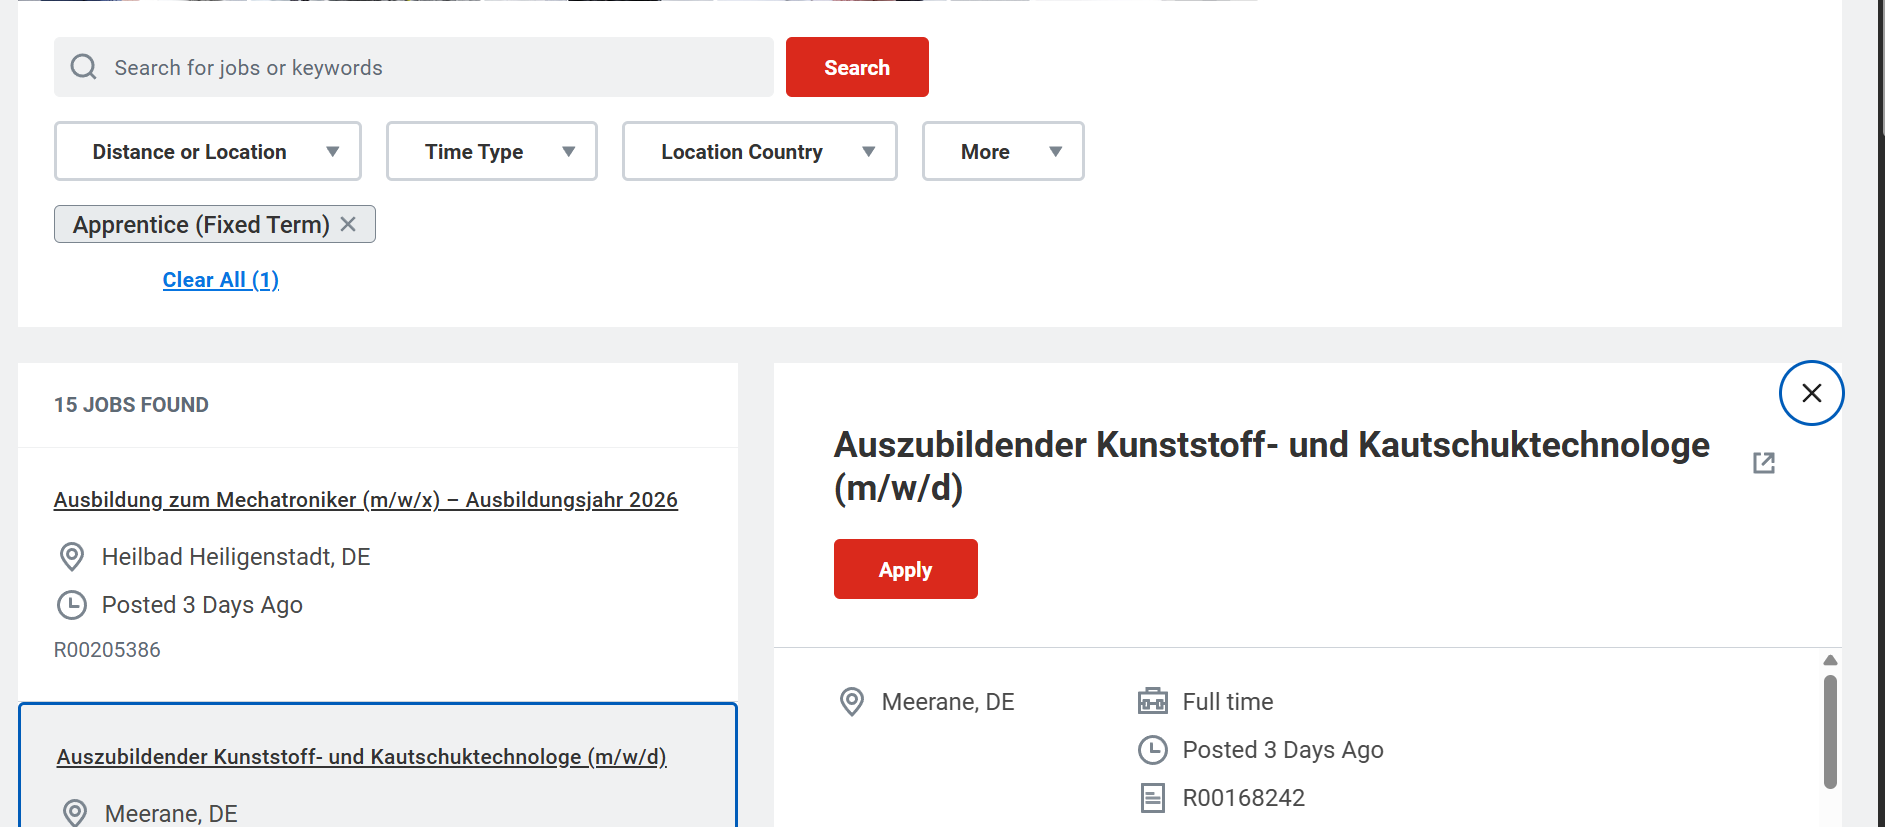 Search for jobs or keywords
Search
Distance or Location
Time Type
Location Country
More
Apprentice (Fixed Term)
Clear All (1)
15 JOBS FOUND
Ausbildung zum Mechatroniker (m/w/x) – Ausbildungsjahr 2026
Heilbad Heiligenstadt, DE
Posted 3 Days Ago
R00205386
Auszubildender Kunststoff- und Kautschuktechnologe (m/w/d)
Meerane, DE
Auszubildender Kunststoff- und Kautschuktechnologe
(m/w/d)
Apply
Meerane, DE
Full time
Posted 3 Days Ago
R00168242